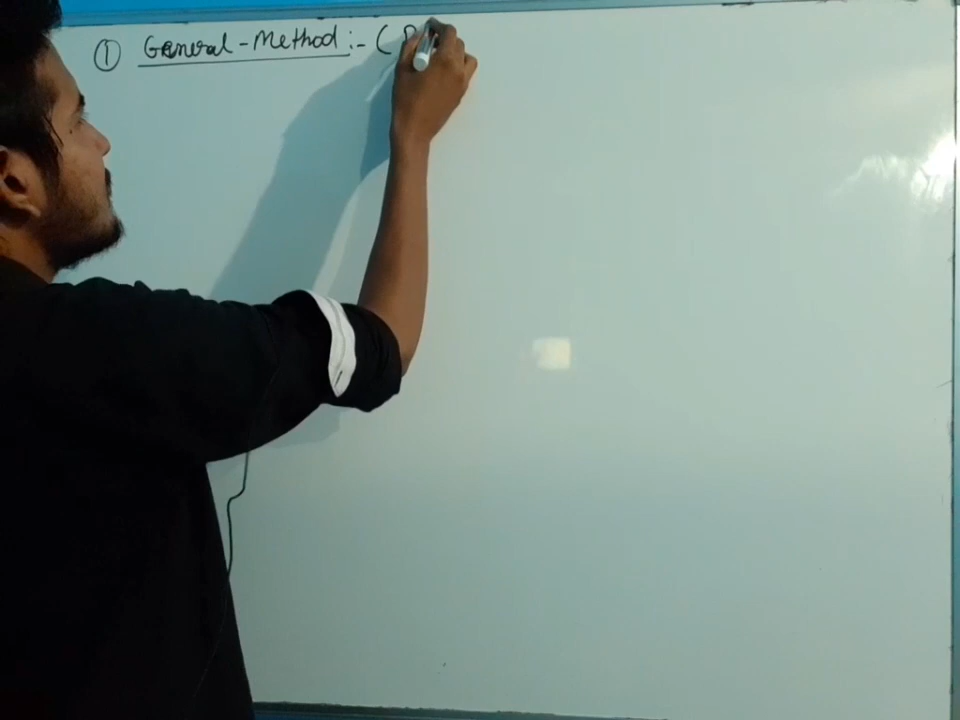 ① General-Method :- (